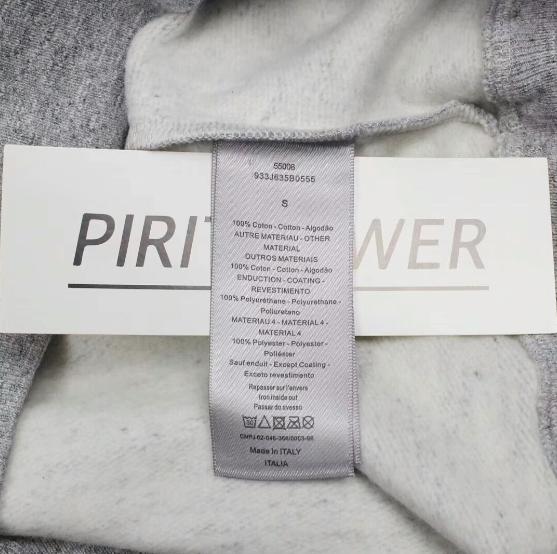 55008
933J635B0555
S
100% Coton - Cotton - Algodão
AUTRE MATERIAU - OTHER
MATERIAL
OUTROS MATERIAIS
100% Coton - Cotton - Algodão
ENDUCTION - COATING -
REVESTIMENTO
100% Polyuréthane - Polyurethane -
Poliuretano
MATERIAU 4 - MATERIAL 4 -
MATERIAL 4
100% Polyester - Polyester -
Poliéster
Sauf enduit - Except Coating -
Exceto revestimento
Repasser sur l'envers
Iron inside out
Passar do avesso
Made in ITALY
ITALIA
PIRI
WER